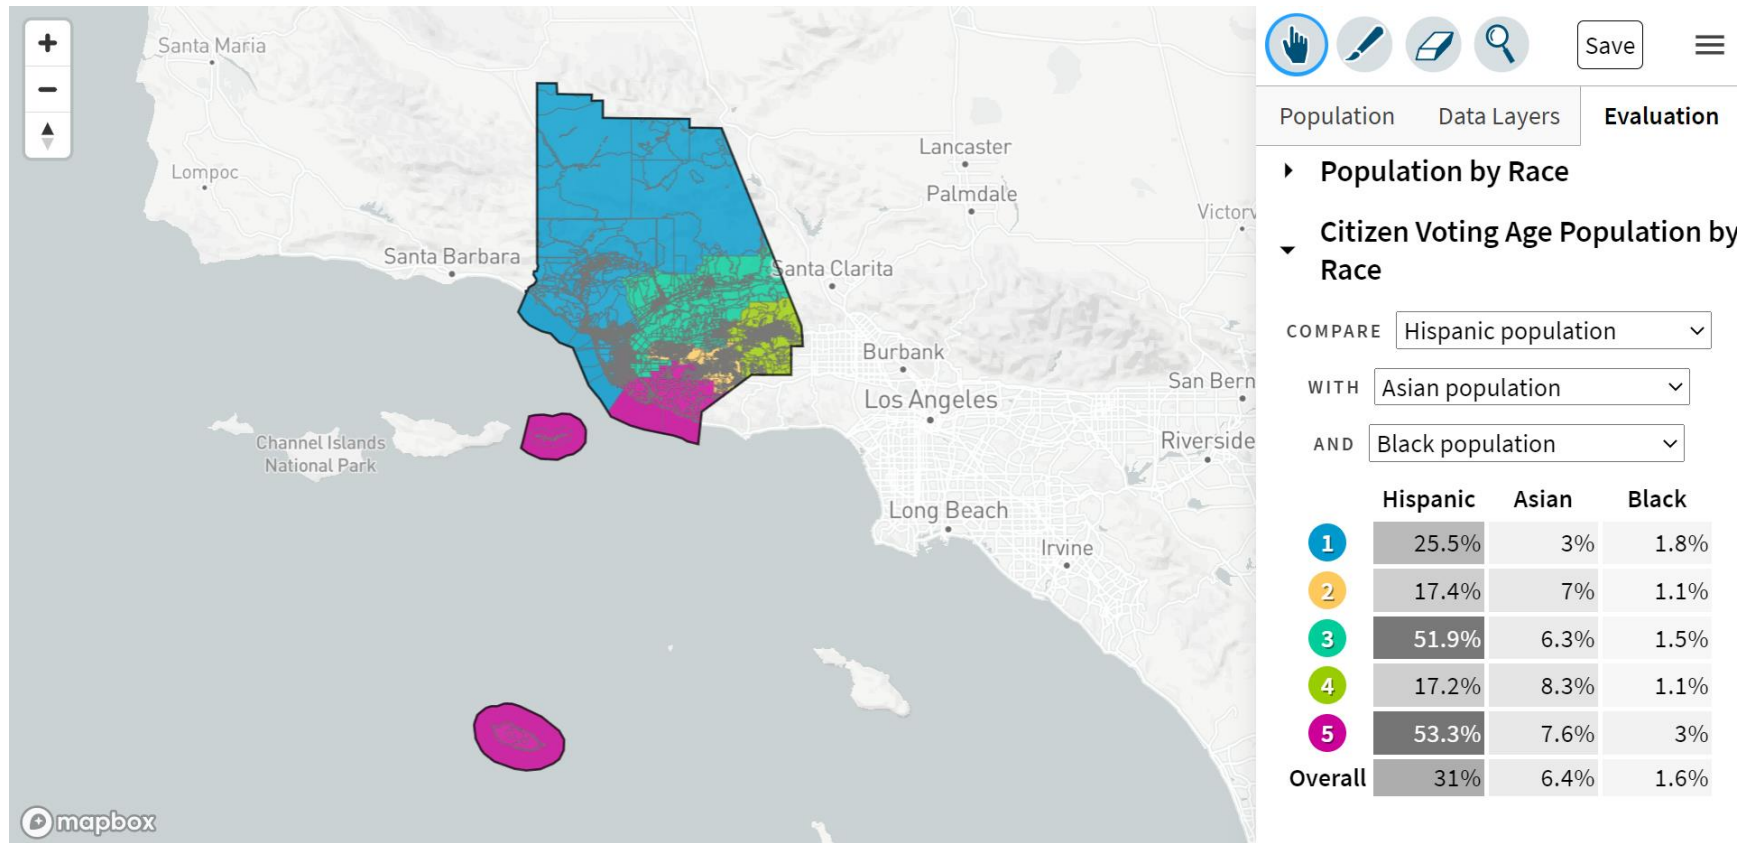 Santa Maria
Lompoc
Santa Barbara
Channel Islands
National Park
Lancaster
Palmdale
Victorv
Santa Clarita
Burbank
Los Angeles
San Bern
Riverside
Long Beach
Irvine
mapbox
Save
Population Data Layers Evaluation
Population by Race
Citizen Voting Age Population by
Race
COMPARE Hispanic population
WITH Asian population
AND Black population
Hispanic Asian Black
1 25.5% 3% 1.8%
2 17.4% 7% 1.1%
3 51.9% 6.3% 1.5%
4 17.2% 8.3% 1.1%
5 53.3% 7.6% 3%
Overall 31% 6.4% 1.6%